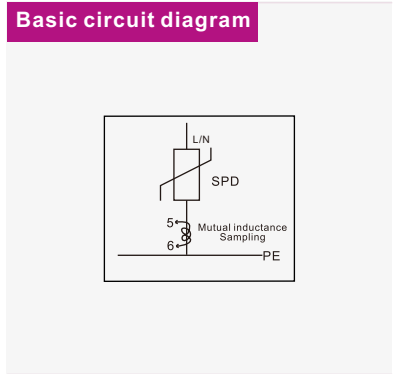 Basic circuit diagram
L/N
SPD
5
Mutual inductance
Sampling
6
PE